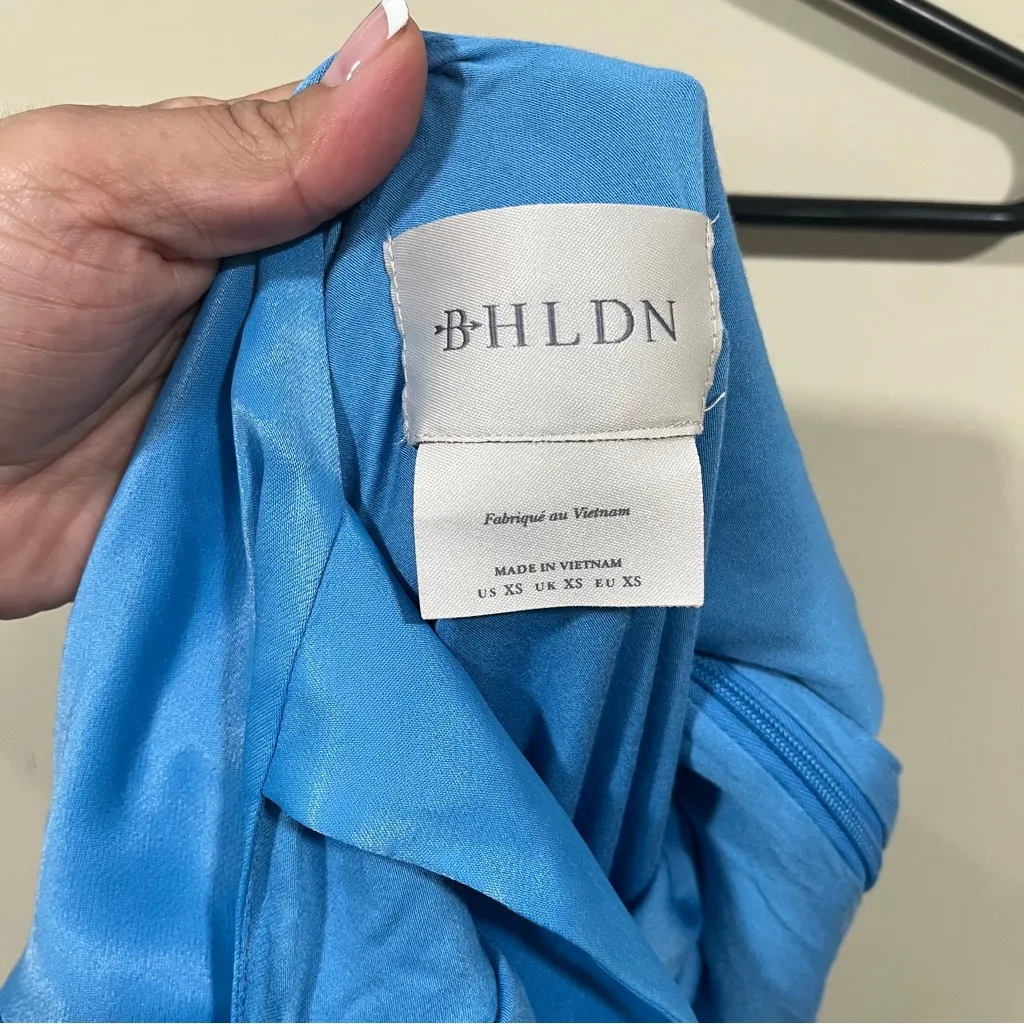 BHLDN
Fabriqué au Vietnam
MADE IN VIETNAM
US XS UK XS EU XS